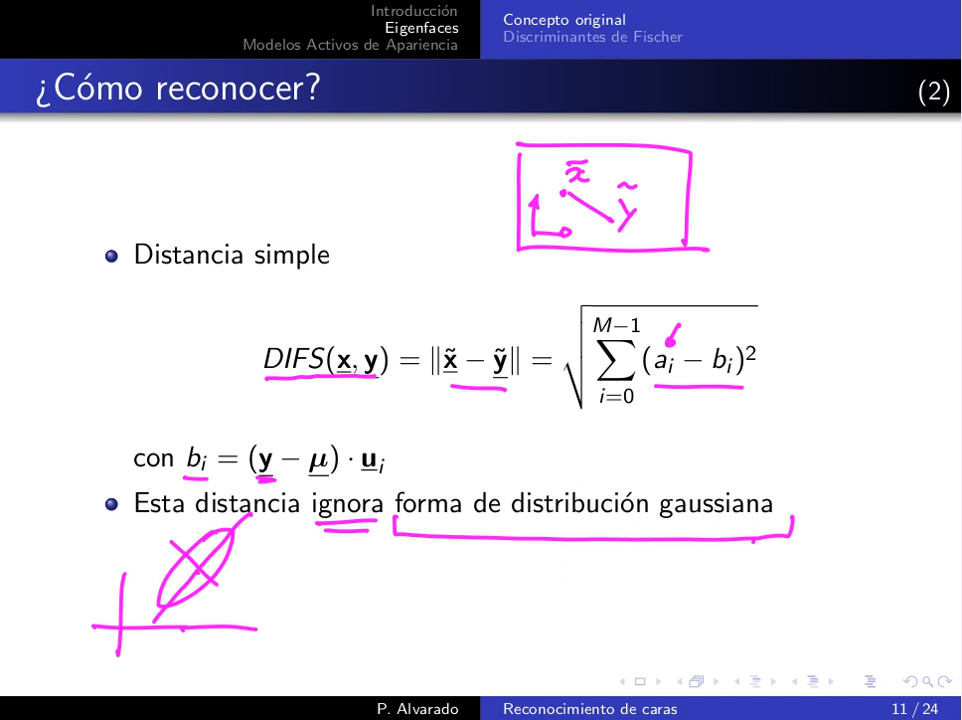 Introducción
Eigenfaces
Modelos Activos de Apariencia
Concepto original
Discriminantes de Fischer
¿Cómo reconocer?
(2)
x̃
ỹ
Distancia simple
DIFS(x, y) = ‖x̃ − ỹ‖ = √(∑_{i=0}^{M−1} (a_i − b_i)²)
con b_i = (y − μ) · u_i
Esta distancia ignora forma de distribución gaussiana
P. Alvarado
Reconocimiento de caras
11 / 24